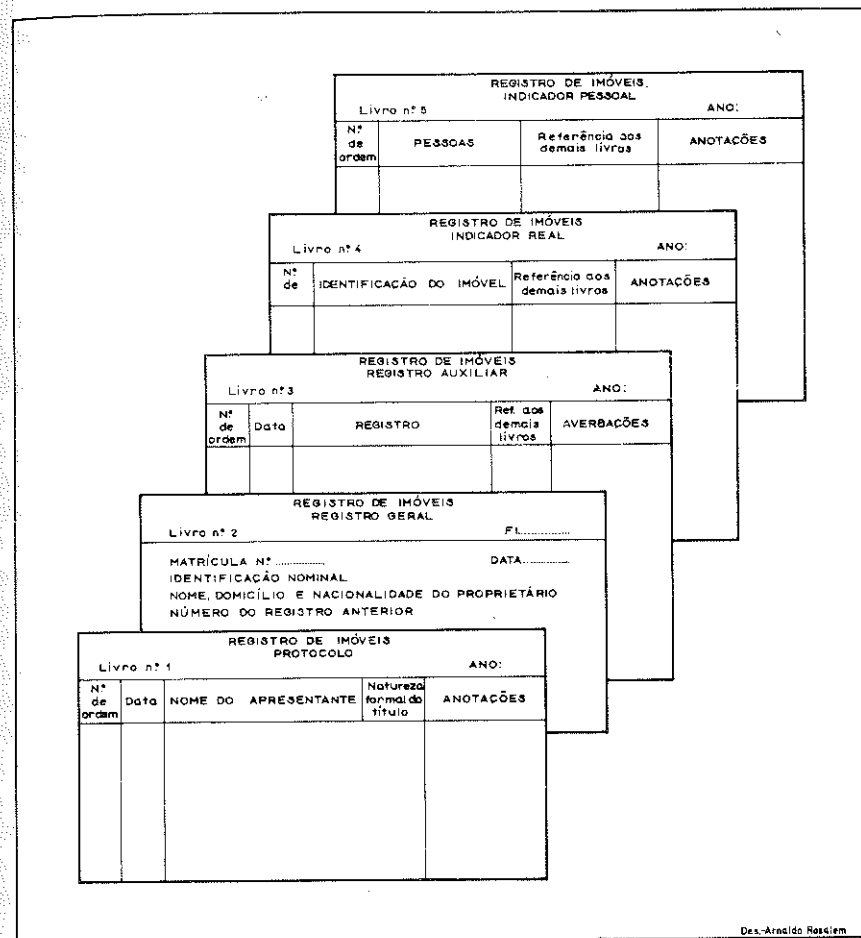 REGISTRO DE IMÓVEIS.
INDICADOR PESSOAL
Livro nº 5 ANO:
Nº de ordem PESSOAS Referência aos demais livros ANOTAÇÕES
REGISTRO DE IMÓVEIS
INDICADOR REAL
Livro nº 4 ANO:
Nº de IDENTIFICAÇÃO DO IMÓVEL Referência aos demais livros ANOTAÇÕES
REGISTRO DE IMÓVEIS
REGISTRO AUXILIAR
Livro nº 3 ANO:
Nº de ordem Data REGISTRO Ref. aos demais livros AVERBAÇÕES
REGISTRO DE IMÓVEIS
REGISTRO GERAL
Livro nº 2 FL..............
MATRÍCULA Nº .............. DATA..............
IDENTIFICAÇÃO NOMINAL
NOME, DOMICÍLIO E NACIONALIDADE DO PROPRIETÁRIO
NÚMERO DO REGISTRO ANTERIOR
REGISTRO DE IMÓVEIS
PROTOCOLO
Livro nº 1 ANO:
Nº de ordem Data NOME DO APRESENTANTE Natureza formal do título ANOTAÇÕES
Des.-Arnaldo Rosalem